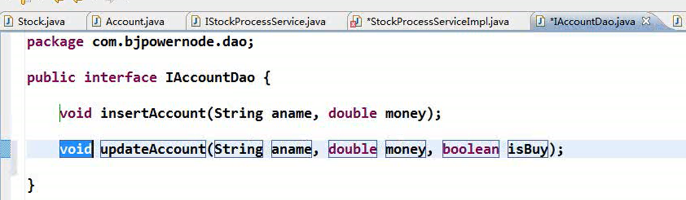 Stock.java Account.java IStockProcessService.java *StockProcessServiceImpl.java *IAccountDao.java
package com.bjpowernode.dao;
public interface IAccountDao {
void insertAccount(String aname, double money);
void updateAccount(String aname, double money, boolean isBuy);
}